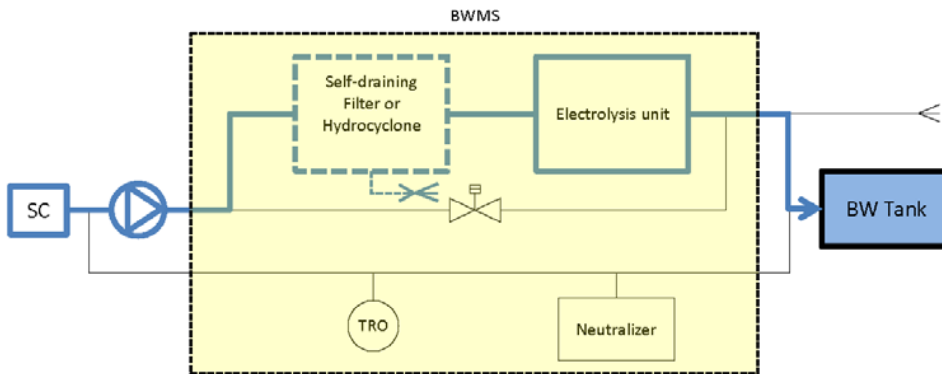 BWMS
Self-draining
Filter or
Hydrocyclone
Electrolysis unit
SC
BW Tank
TRO
Neutralizer